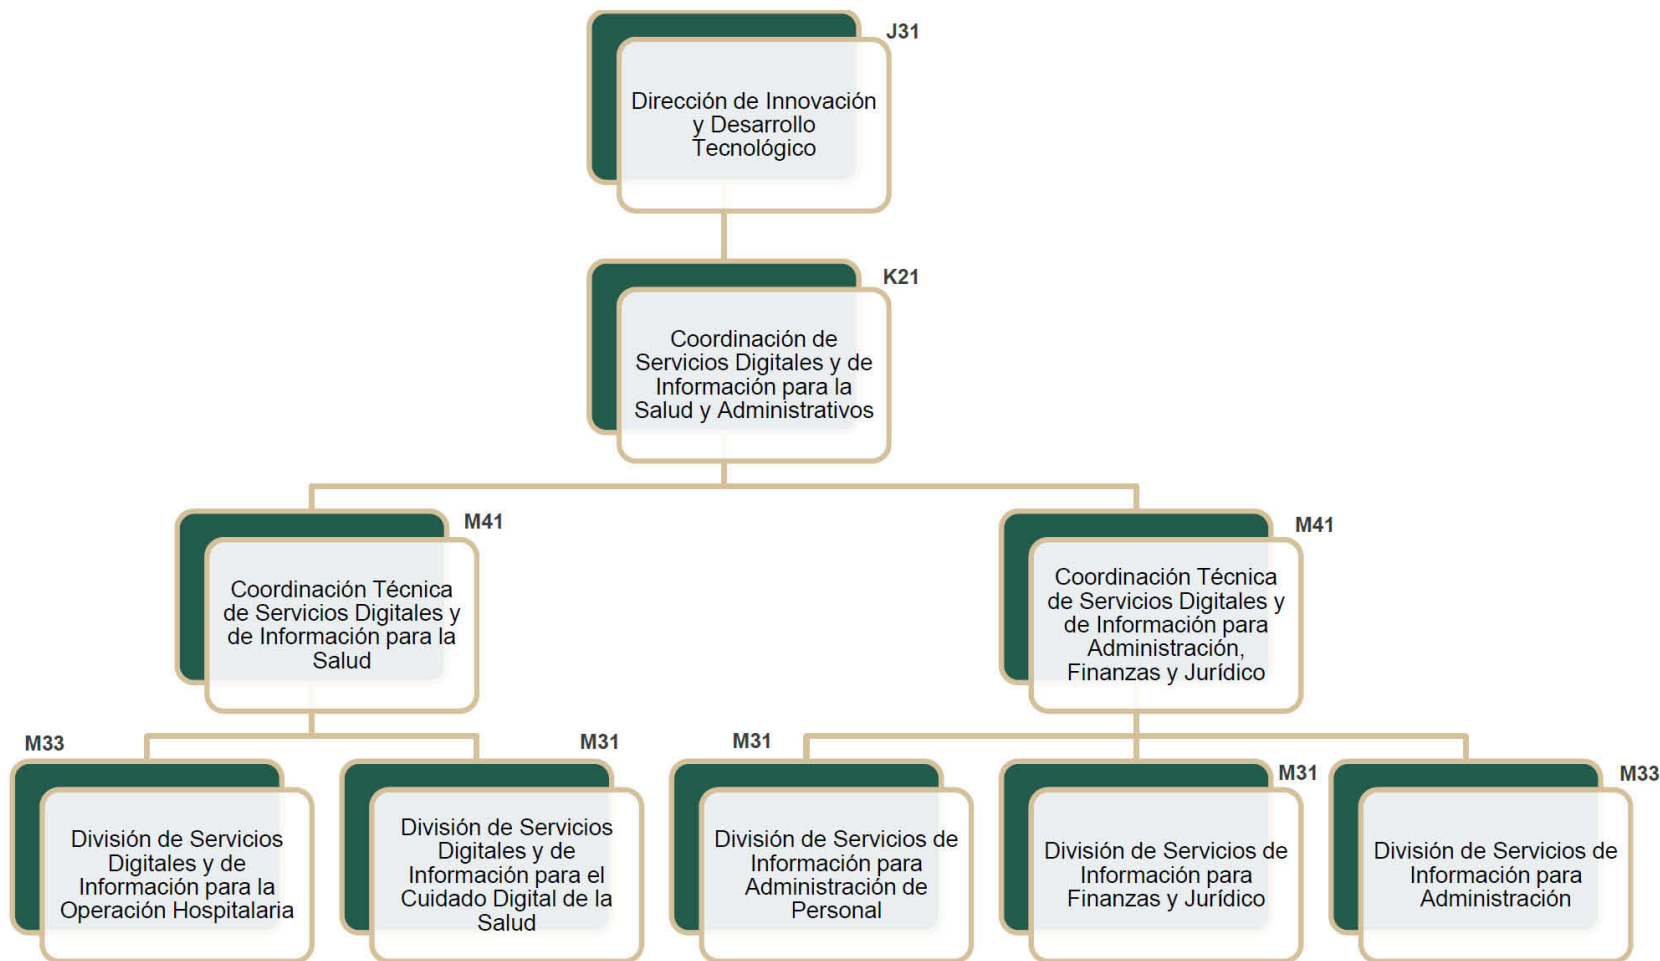 J31
Dirección de Innovación
y Desarrollo
Tecnológico
K21
Coordinación de
Servicios Digitales y de
Información para la
Salud y Administrativos
M41
Coordinación Técnica
de Servicios Digitales y
de Información para la
Salud
M41
Coordinación Técnica
de Servicios Digitales y
de Información para
Administración,
Finanzas y Jurídico
M33
División de Servicios
Digitales y de
Información para la
Operación Hospitalaria
M31
División de Servicios
Digitales y de
Información para el
Cuidado Digital de la
Salud
M31
División de Servicios de
Información para
Administración de
Personal
M31
División de Servicios de
Información para
Finanzas y Jurídico
M33
División de Servicios de
Información para
Administración